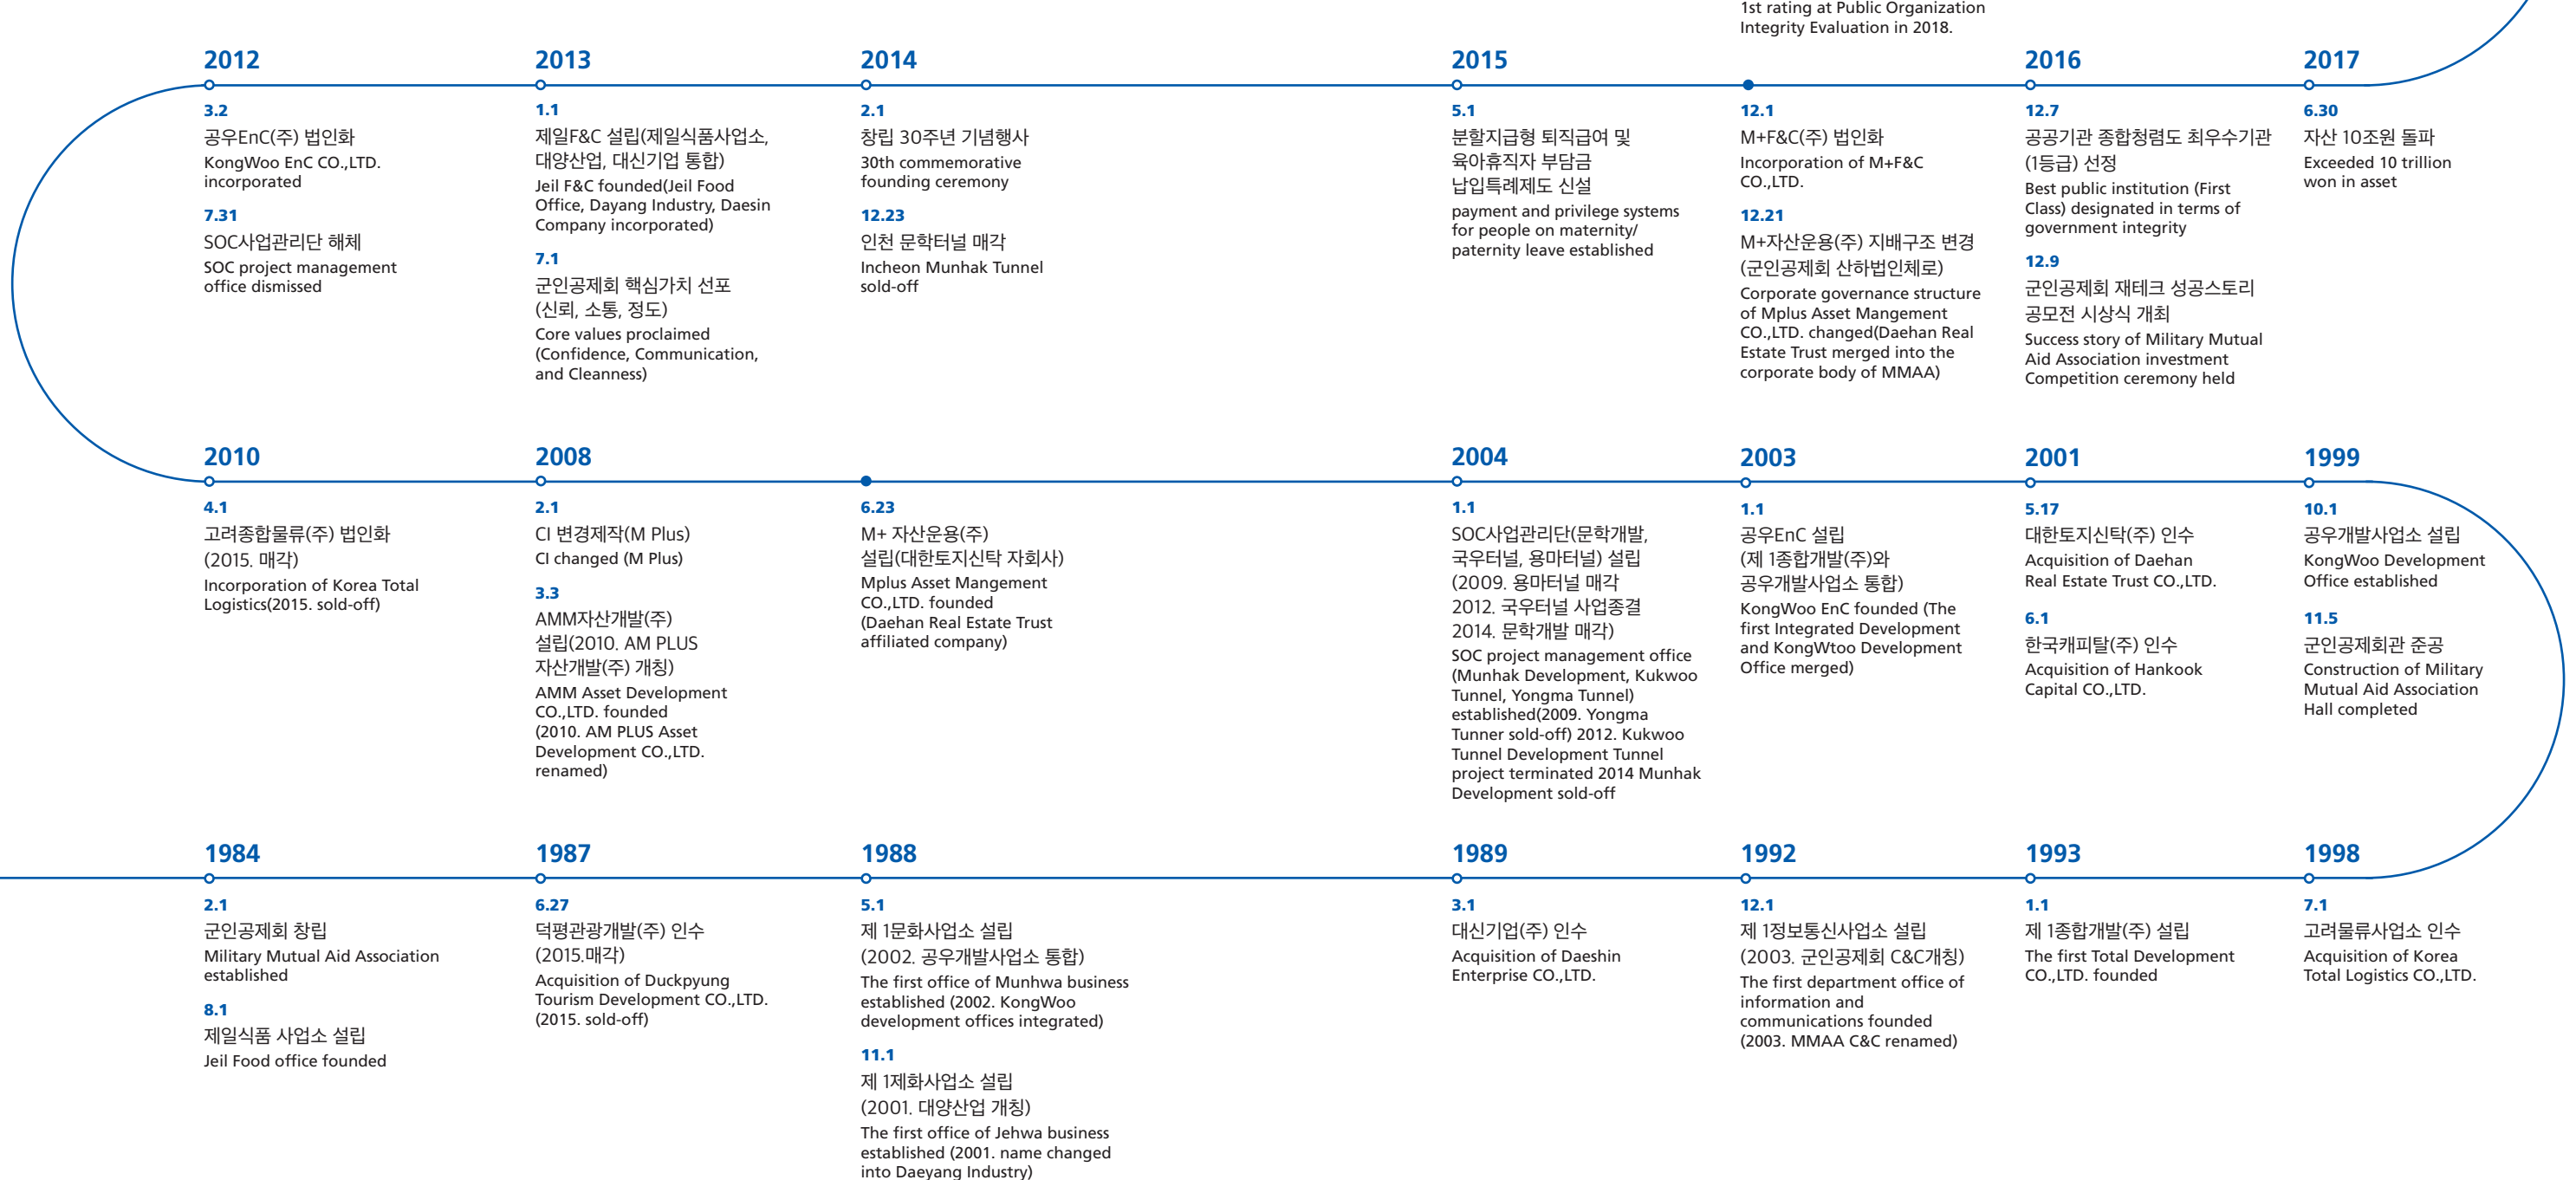 1st rating at Public Organization
Integrity Evaluation in 2018.
2012
3.2
공우EnC(주) 법인화
KongWoo EnC CO.,LTD.
incorporated
7.31
SOC사업관리단 해체
SOC project management
office dismissed
2013
1.1
제일F&C 설립(제일식품사업소,
대양산업, 대신기업 통합)
Jeil F&C founded(Jeil Food
Office, Dayang Industry, Daesin
Company incorporated)
7.1
군인공제회 핵심가치 선포
(신뢰, 소통, 정도)
Core values proclaimed
(Confidence, Communication,
and Cleanness)
2014
2.1
창립 30주년 기념행사
30th commemorative
founding ceremony
12.23
인천 문학터널 매각
Incheon Munhak Tunnel
sold-off
2015
5.1
분할지급형 퇴직급여 및
육아휴직자 부담금
납입특례제도 신설
payment and privilege systems
for people on maternity/
paternity leave established
12.1
M+F&C(주) 법인화
Incorporation of M+F&C
CO.,LTD.
12.21
M+자산운용(주) 지배구조 변경
(군인공제회 산하법인체로)
Corporate governance structure
of Mplus Asset Mangement
CO.,LTD. changed(Daehan Real
Estate Trust merged into the
corporate body of MMAA)
2016
12.7
공공기관 종합청렴도 최우수기관
(1등급) 선정
Best public institution (First
Class) designated in terms of
government integrity
12.9
군인공제회 재테크 성공스토리
공모전 시상식 개최
Success story of Military Mutual
Aid Association investment
Competition ceremony held
2017
6.30
자산 10조원 돌파
Exceeded 10 trillion
won in asset
2010
4.1
고려종합물류(주) 법인화
(2015. 매각)
Incorporation of Korea Total
Logistics(2015. sold-off)
2008
2.1
CI 변경제작(M Plus)
CI changed (M Plus)
3.3
AMM자산개발(주)
설립(2010. AM PLUS
자산개발(주) 개칭)
AMM Asset Development
CO.,LTD. founded
(2010. AM PLUS Asset
Development CO.,LTD.
renamed)
6.23
M+ 자산운용(주)
설립(대한토지신탁 자회사)
Mplus Asset Mangement
CO.,LTD. founded
(Daehan Real Estate Trust
affiliated company)
2004
1.1
SOC사업관리단(문학개발,
국우터널, 용마터널) 설립
(2009. 용마터널 매각
2012. 국우터널 사업종결
2014. 문학개발 매각)
SOC project management office
(Munhak Development, Kukwoo
Tunnel, Yongma Tunnel)
established(2009. Yongma
Tunner sold-off) 2012. Kukwoo
Tunnel Development Tunnel
project terminated 2014 Munhak
Development sold-off
2003
1.1
공우EnC 설립
(제 1종합개발(주)와
공우개발사업소 통합)
KongWoo EnC founded (The
first Integrated Development
and KongWtoo Development
Office merged)
2001
5.17
대한토지신탁(주) 인수
Acquisition of Daehan
Real Estate Trust CO.,LTD.
6.1
한국캐피탈(주) 인수
Acquisition of Hankook
Capital CO.,LTD.
1999
10.1
공우개발사업소 설립
KongWoo Development
Office established
11.5
군인공제회관 준공
Construction of Military
Mutual Aid Association
Hall completed
1984
2.1
군인공제회 창립
Military Mutual Aid Association
established
8.1
제일식품 사업소 설립
Jeil Food office founded
1987
6.27
덕평관광개발(주) 인수
(2015.매각)
Acquisition of Duckpyung
Tourism Development CO.,LTD.
(2015. sold-off)
1988
5.1
제 1문화사업소 설립
(2002. 공우개발사업소 통합)
The first office of Munhwa business
established (2002. KongWoo
development offices integrated)
11.1
제 1제화사업소 설립
(2001. 대양산업 개칭)
The first office of Jehwa business
established (2001. name changed
into Daeyang Industry)
1989
3.1
대신기업(주) 인수
Acquisition of Daeshin
Enterprise CO.,LTD.
1992
12.1
제 1정보통신사업소 설립
(2003. 군인공제회 C&C개칭)
The first department office of
information and
communications founded
(2003. MMAA C&C renamed)
1993
1.1
제 1종합개발(주) 설립
The first Total Development
CO.,LTD. founded
1998
7.1
고려물류사업소 인수
Acquisition of Korea
Total Logistics CO.,LTD.